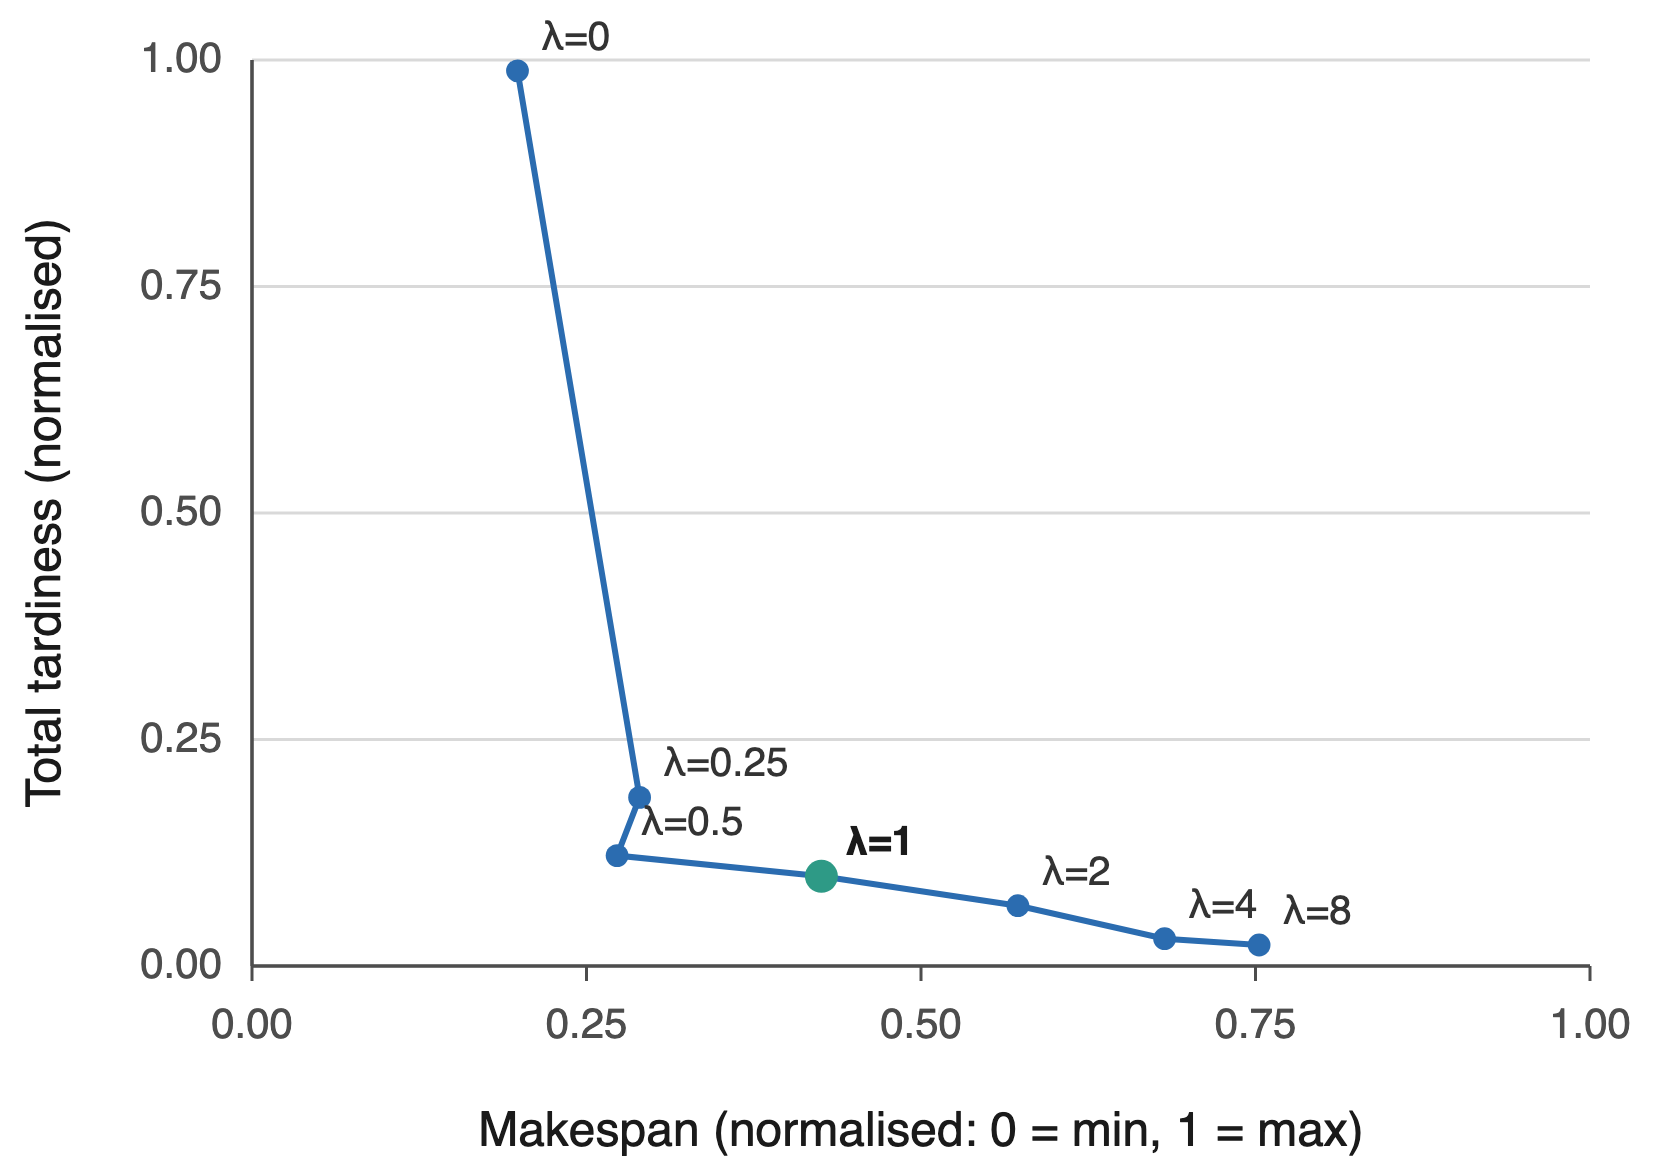 λ=0
1.00
0.75
0.50
0.25
0.00
Total tardiness (normalised)
λ=0.25
λ=0.5
λ=1
λ=2
λ=4
λ=8
0.00 0.25 0.50 0.75 1.00
Makespan (normalised: 0 = min, 1 = max)